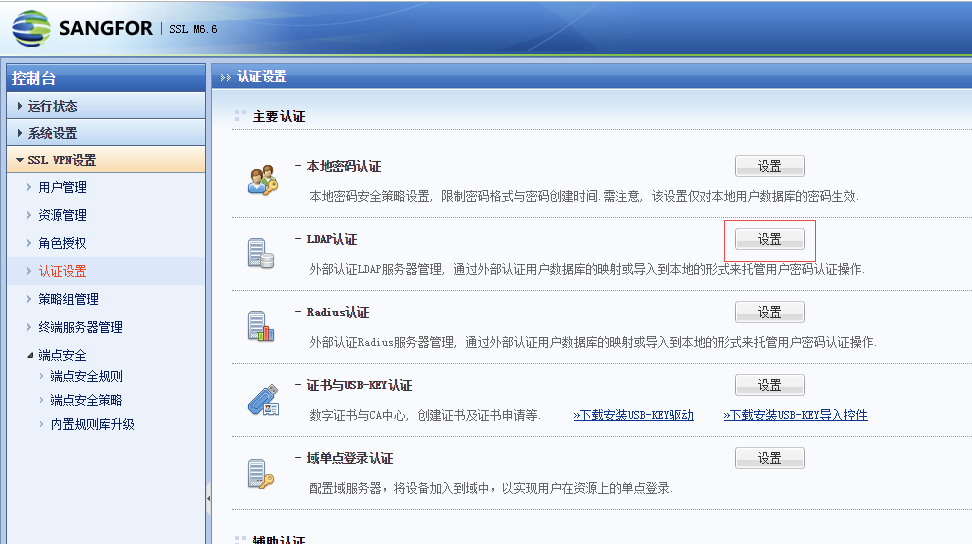 SANGFOR | SSL M6.6
控制台
运行状态
系统设置
SSL VPN设置
用户管理
资源管理
角色授权
认证设置
策略组管理
终端服务器管理
端点安全
端点安全规则
端点安全策略
内置规则库升级
认证设置
主要认证
- 本地密码认证
设置
本地密码安全策略设置, 限制密码格式与密码创建时间.需注意, 该设置仅对本地用户数据库的密码生效.
- LDAP认证
设置
外部认证LDAP服务器管理, 通过外部认证用户数据库的映射或导入到本地的形式来托管用户密码认证操作.
- Radius认证
设置
外部认证Radius服务器管理, 通过外部认证用户数据库的映射或导入到本地的形式来托管用户密码认证操作.
- 证书与USB-KEY认证
设置
数字证书与CA中心, 创建证书及证书申请等. »下载安装USB-KEY驱动 »下载安装USB-KEY导入控件
- 域单点登录认证
设置
配置域服务器, 将设备加入到域中, 以实现用户在资源上的单点登录.
辅助认证